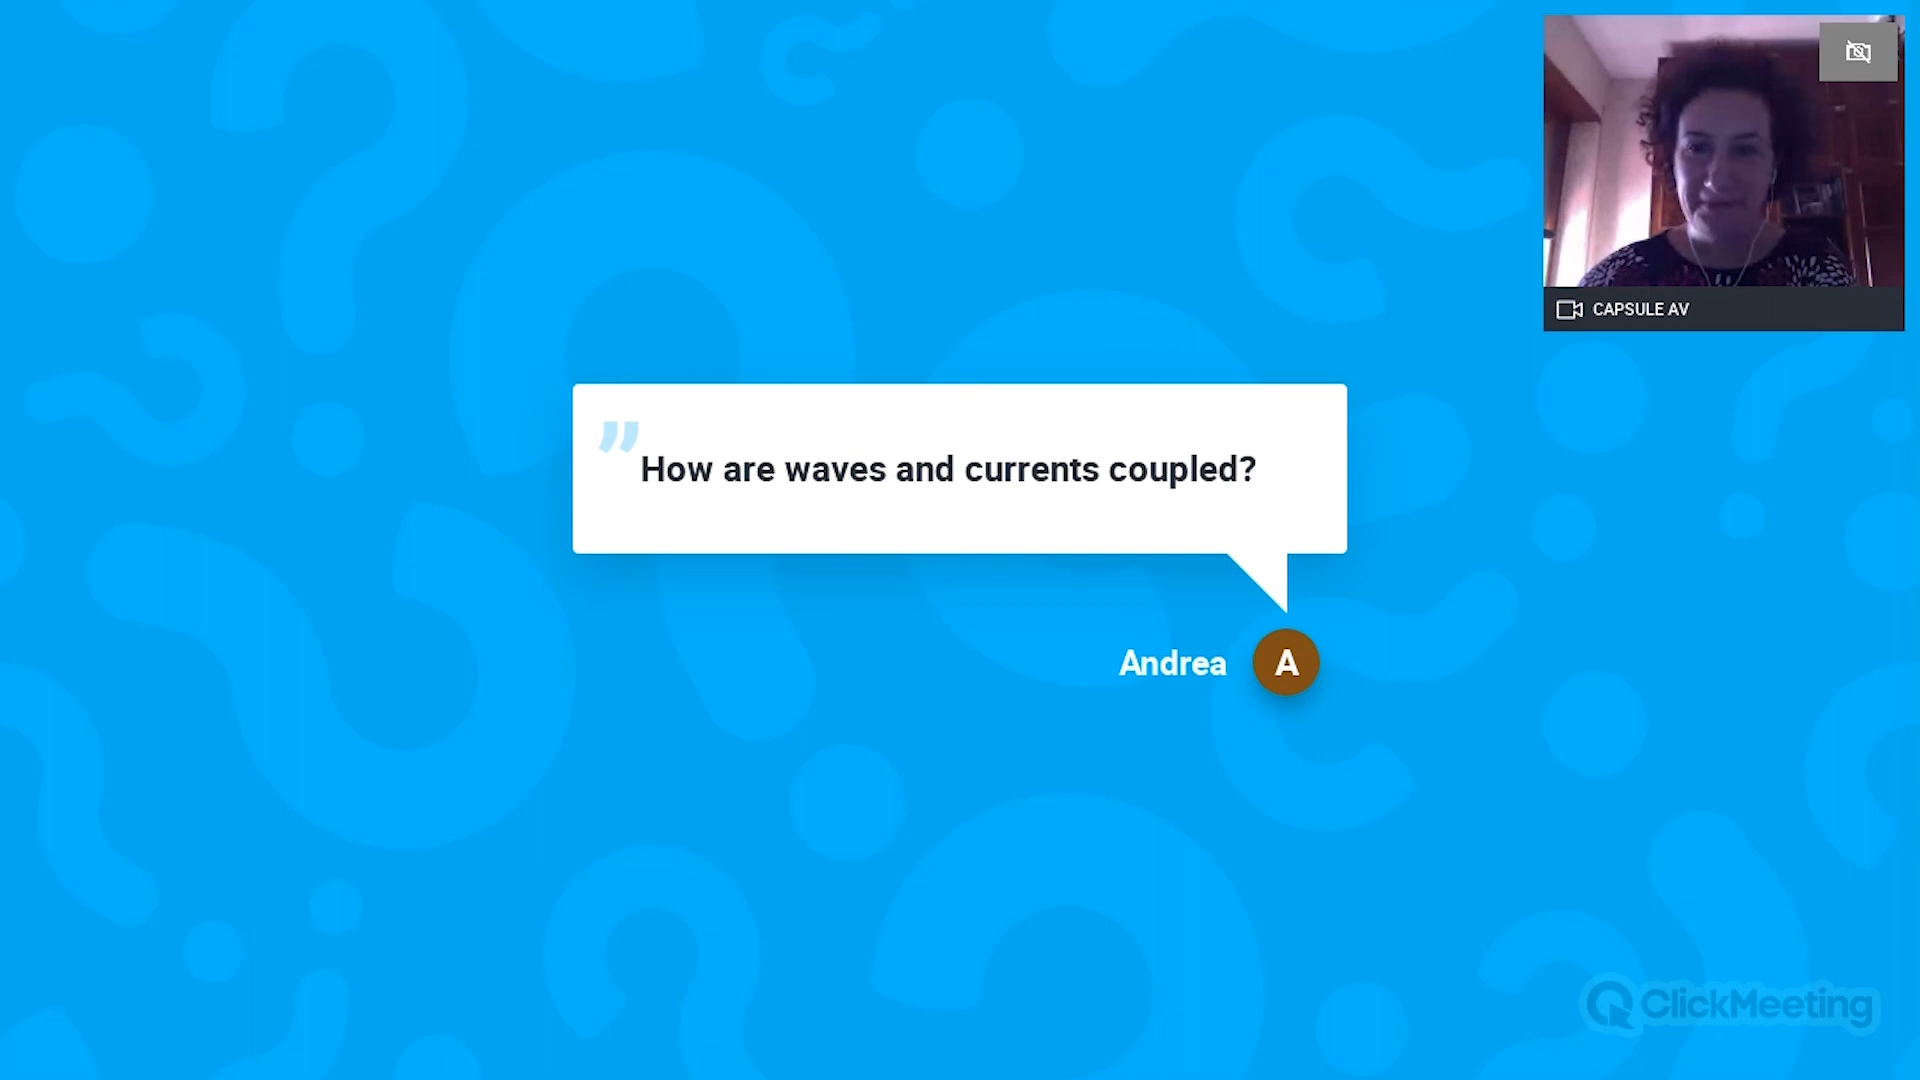 CAPSULE AV
”How are waves and currents coupled?
Andrea A
ClickMeeting